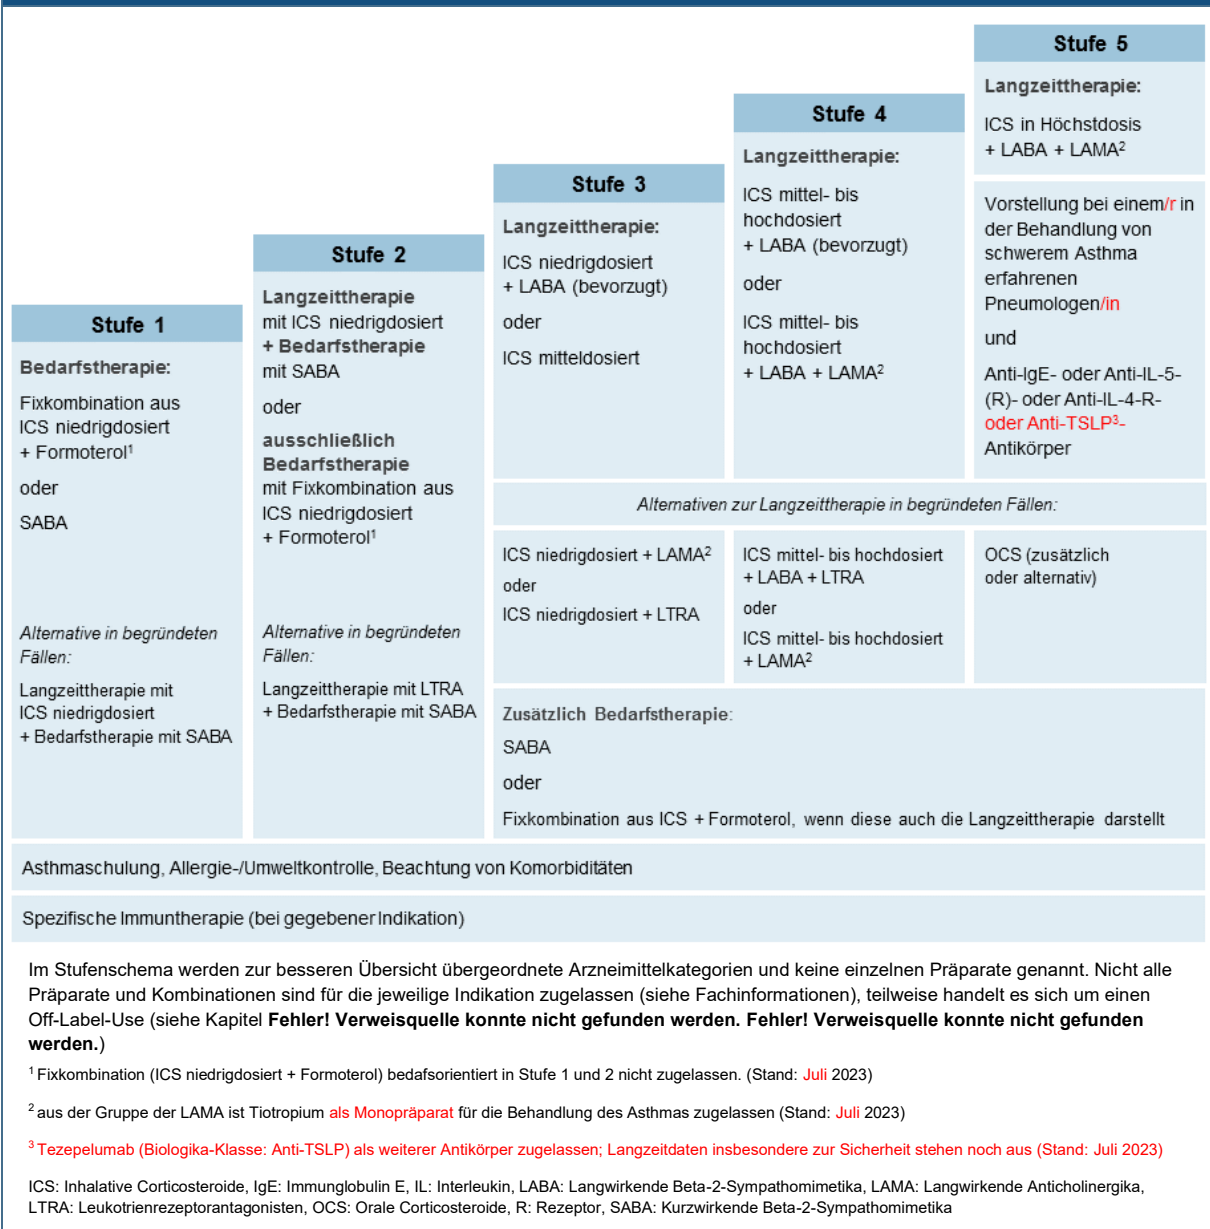 Stufe 1
Bedarfstherapie:
Fixkombination aus
ICS niedrigdosiert
+ Formoterol¹
oder
SABA
Alternative in begründeten
Fällen:
Langzeittherapie mit
ICS niedrigdosiert
+ Bedarfstherapie mit SABA
Stufe 2
Langzeittherapie
mit ICS niedrigdosiert
+ Bedarfstherapie
mit SABA
oder
ausschließlich
Bedarfstherapie
mit Fixkombination aus
ICS niedrigdosiert
+ Formoterol¹
Alternative in begründeten
Fällen:
Langzeittherapie mit LTRA
+ Bedarfstherapie mit SABA
Stufe 3
Langzeittherapie:
ICS niedrigdosiert
+ LABA (bevorzugt)
oder
ICS mitteldosiert
Stufe 4
Langzeittherapie:
ICS mittel- bis
hochdosiert
+ LABA (bevorzugt)
oder
ICS mittel- bis
hochdosiert
+ LABA + LAMA²
Stufe 5
Langzeittherapie:
ICS in Höchstdosis
+ LABA + LAMA²
Vorstellung bei einem/r in
der Behandlung von
schwerem Asthma
erfahrenen
Pneumologen/in
und
Anti-IgE- oder Anti-IL-5-
(R)- oder Anti-IL-4-R-
oder Anti-TSLP³-
Antikörper
Alternativen zur Langzeittherapie in begründeten Fällen:
ICS niedrigdosiert + LAMA²
oder
ICS niedrigdosiert + LTRA
ICS mittel- bis hochdosiert
+ LABA + LTRA
oder
ICS mittel- bis hochdosiert
+ LAMA²
OCS (zusätzlich
oder alternativ)
Zusätzlich Bedarfstherapie:
SABA
oder
Fixkombination aus ICS + Formoterol, wenn diese auch die Langzeittherapie darstellt
Asthmaschulung, Allergie-/Umweltkontrolle, Beachtung von Komorbiditäten
Spezifische Immuntherapie (bei gegebener Indikation)
Im Stufenschema werden zur besseren Übersicht übergeordnete Arzneimittelkategorien und keine einzelnen Präparate genannt. Nicht alle
Präparate und Kombinationen sind für die jeweilige Indikation zugelassen (siehe Fachinformationen), teilweise handelt es sich um einen
Off-Label-Use (siehe Kapitel Fehler! Verweisquelle konnte nicht gefunden werden. Fehler! Verweisquelle konnte nicht gefunden
werden.)
¹ Fixkombination (ICS niedrigdosiert + Formoterol) bedafsorientiert in Stufe 1 und 2 nicht zugelassen. (Stand: Juli 2023)
² aus der Gruppe der LAMA ist Tiotropium als Monopräparat für die Behandlung des Asthmas zugelassen (Stand: Juli 2023)
³ Tezepelumab (Biologika-Klasse: Anti-TSLP) als weiterer Antikörper zugelassen; Langzeitdaten insbesondere zur Sicherheit stehen noch aus (Stand: Juli 2023)
ICS: Inhalative Corticosteroide, IgE: Immunglobulin E, IL: Interleukin, LABA: Langwirkende Beta-2-Sympathomimetika, LAMA: Langwirkende Anticholinergika,
LTRA: Leukotrienrezeptorantagonisten, OCS: Orale Corticosteroide, R: Rezeptor, SABA: Kurzwirkende Beta-2-Sympathomimetika